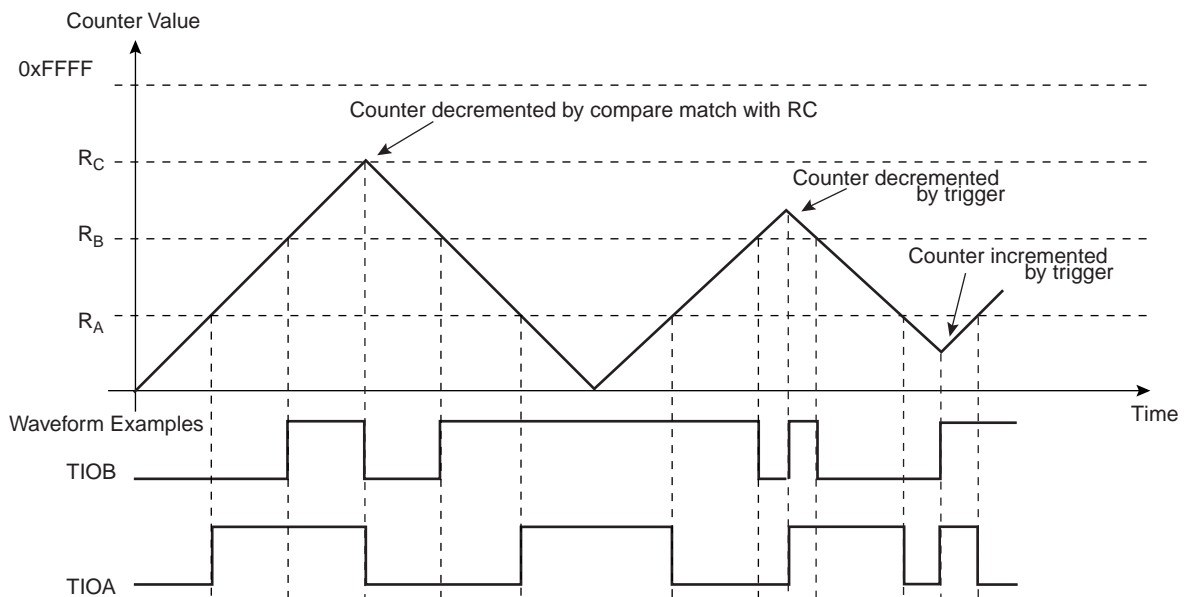 Counter Value
0xFFFF
Counter decremented by compare match with RC
RC
Counter decremented
by trigger
RB
Counter incremented
by trigger
RA
Time
Waveform Examples
TIOB
TIOA